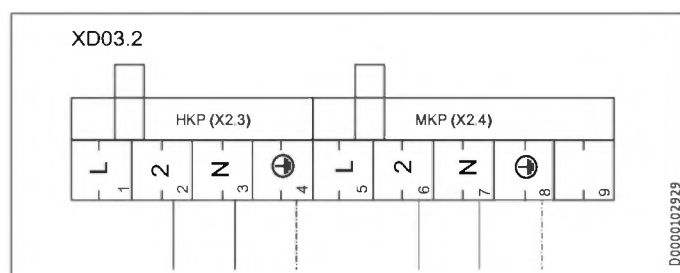 XD03.2
HKP (X2.3) MKP (X2.4)
L 2 N L 2 N
1 2 3 4 5 6 7 8 9
D0000102929